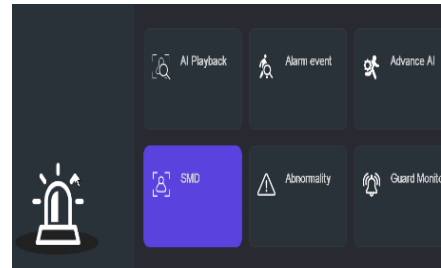 AI Playback
Alarm event
Advance AI
SMD
Abnormality
Guard Monito